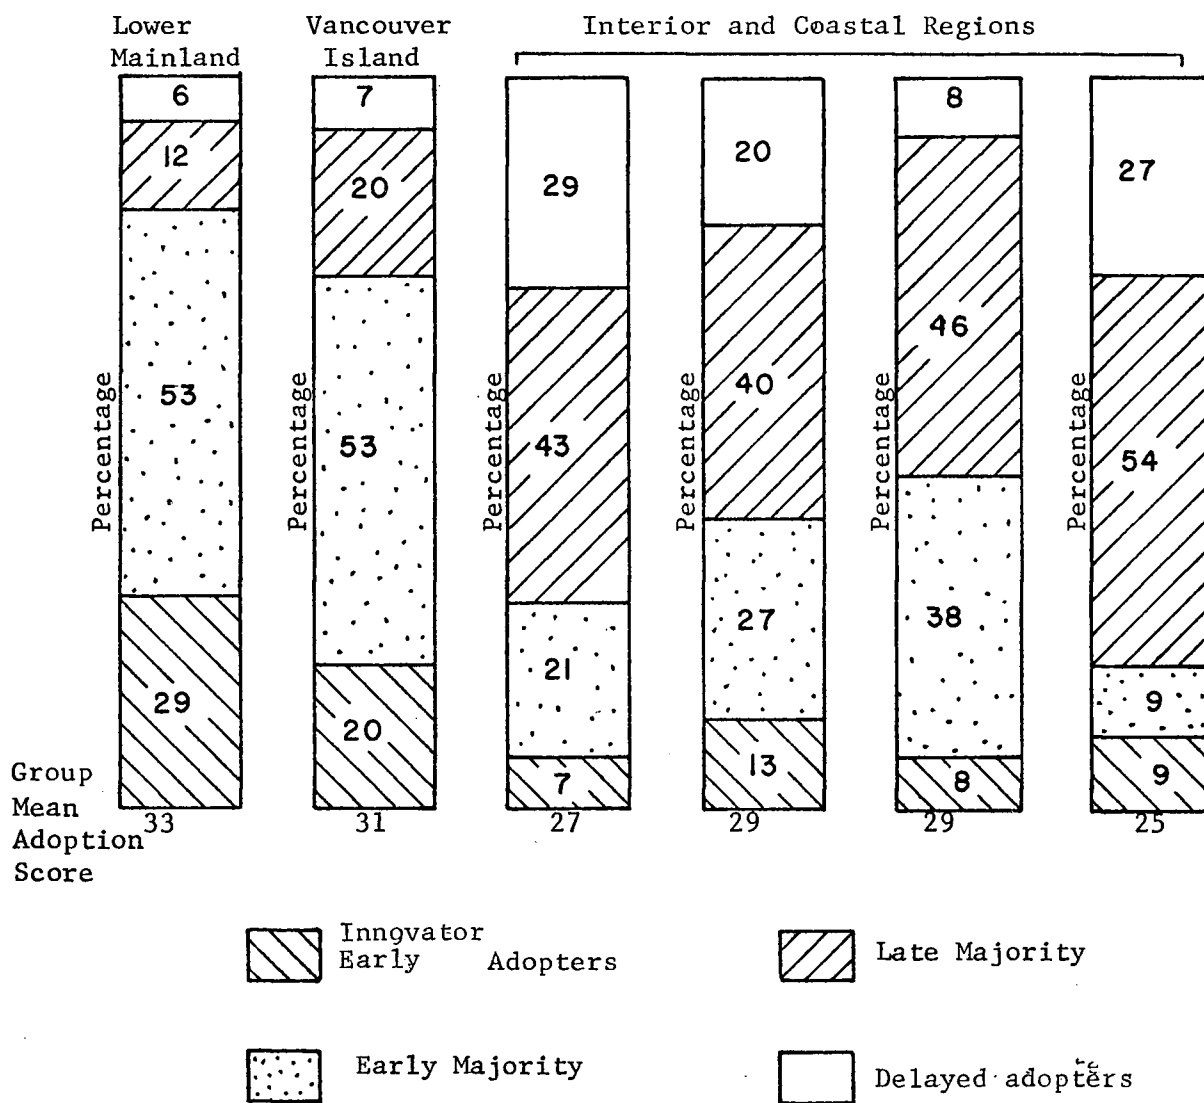 Lower
Mainland
Vancouver
Island
Interior and Coastal Regions
6
12
53
29
Percentage
7
20
53
20
Percentage
29
43
21
7
Percentage
20
40
27
13
Percentage
8
46
38
8
Percentage
27
54
9
9
Percentage
Group
Mean
Adoption
Score
33
31
27
29
29
25
Innovator
Early Adopters
Late Majority
Early Majority
Delayed adopters